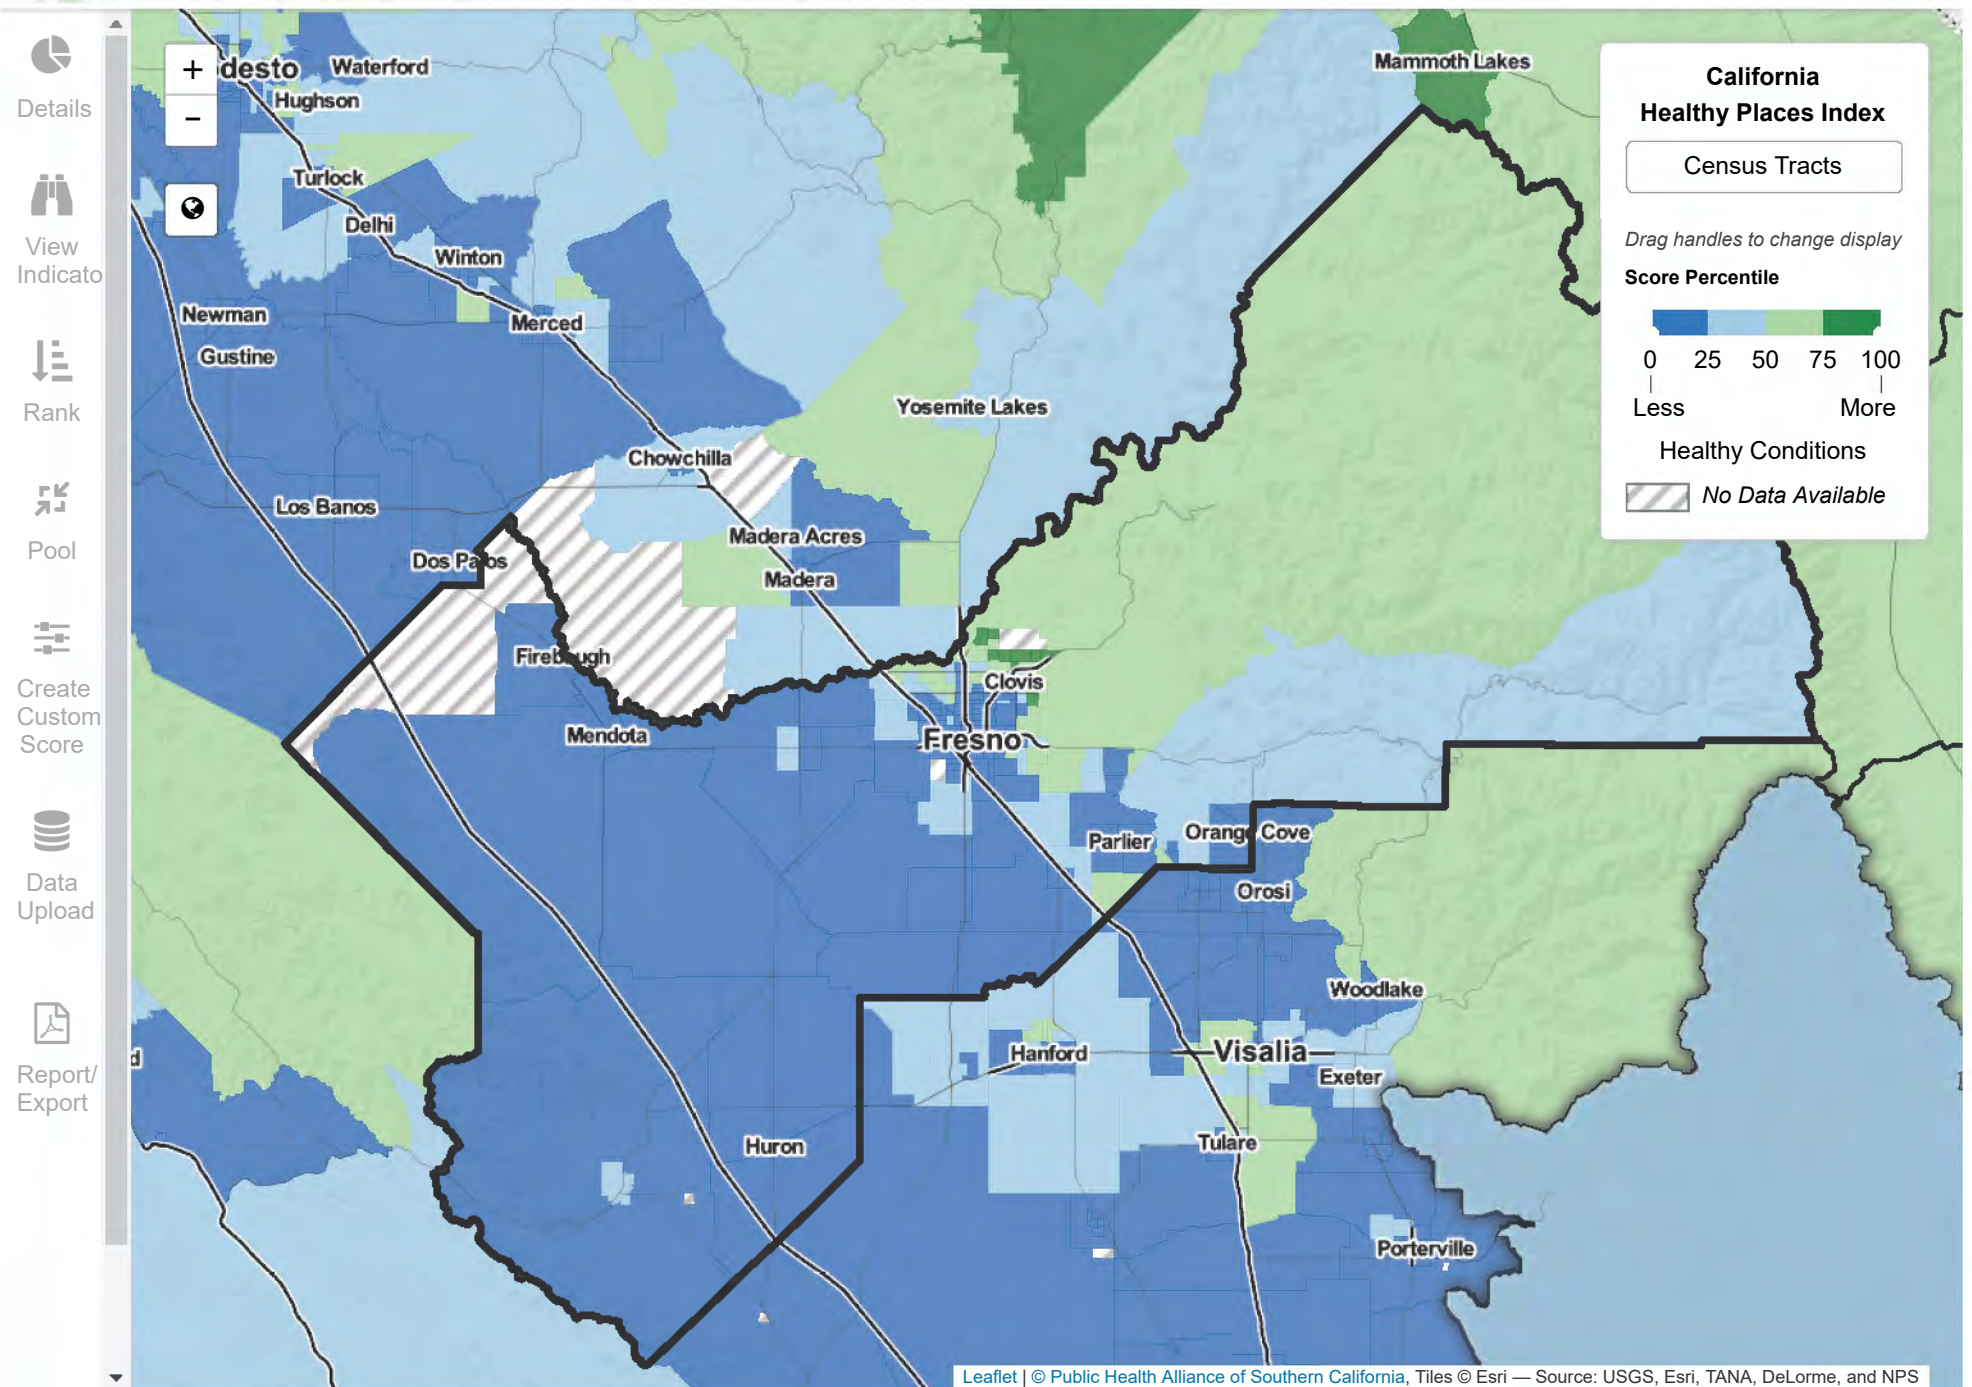 Details
View
Indicato
Rank
Pool
Create
Custom
Score
Data
Upload
Report/
Export
+
−
desto
Waterford
Hughson
Turlock
Delhi
Winton
Newman
Gustine
Merced
Mammoth Lakes
Yosemite Lakes
Chowchilla
Los Banos
Madera Acres
Dos Palos
Madera
Firebaugh
Clovis
Mendota
Fresno
Parlier
Orange Cove
Orosi
Woodlake
Hanford
Visalia
Exeter
d
Huron
Tulare
Porterville
California
Healthy Places Index
Census Tracts
Drag handles to change display
Score Percentile
0 25 50 75 100
Less More
Healthy Conditions
No Data Available
Leaflet | © Public Health Alliance of Southern California, Tiles © Esri — Source: USGS, Esri, TANA, DeLorme, and NPS